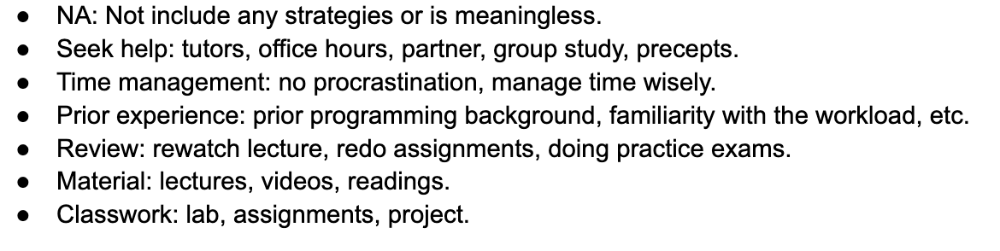 ● NA: Not include any strategies or is meaningless.
● Seek help: tutors, office hours, partner, group study, precepts.
● Time management: no procrastination, manage time wisely.
● Prior experience: prior programming background, familiarity with the workload, etc.
● Review: rewatch lecture, redo assignments, doing practice exams.
● Material: lectures, videos, readings.
● Classwork: lab, assignments, project.